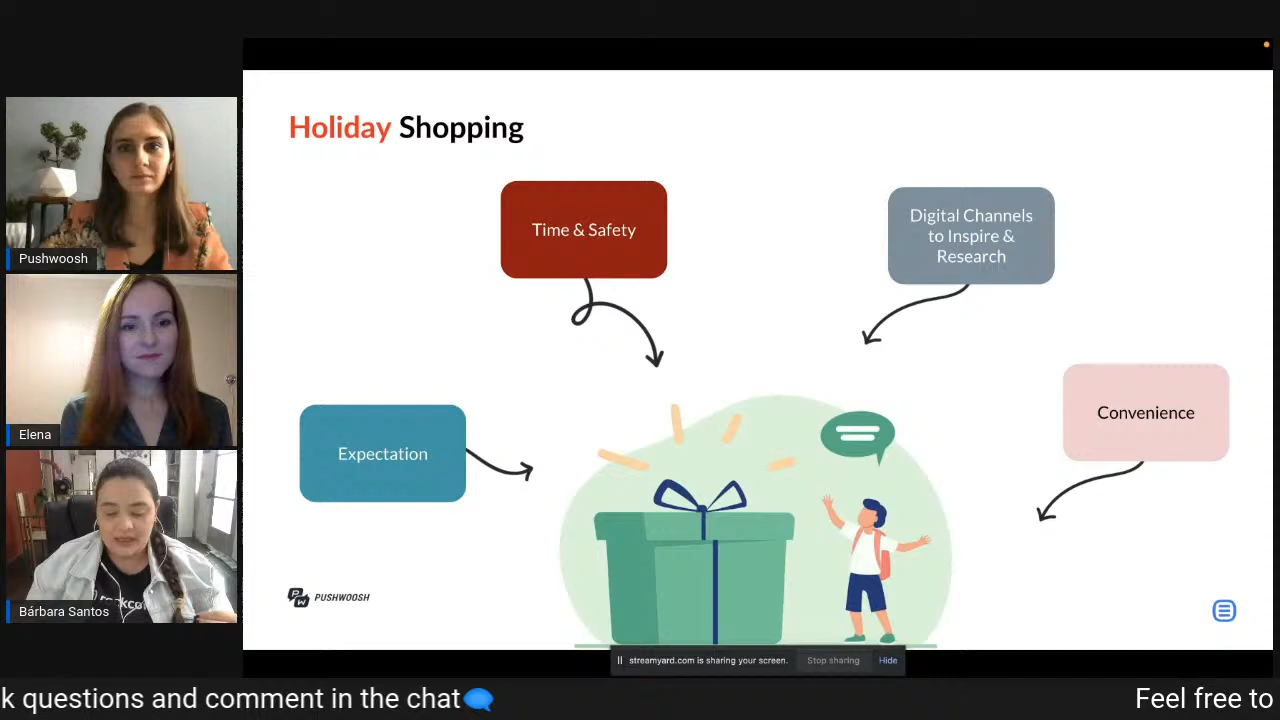 Holiday Shopping
Time & Safety
Digital Channels
to Inspire &
Research
Convenience
Expectation
PW
PUSHWOOSH
Pushwoosh
Elena
Bárbara Santos
streamyard.com is sharing your screen.
Stop sharing
Hide
k questions and comment in the chat
Feel free to